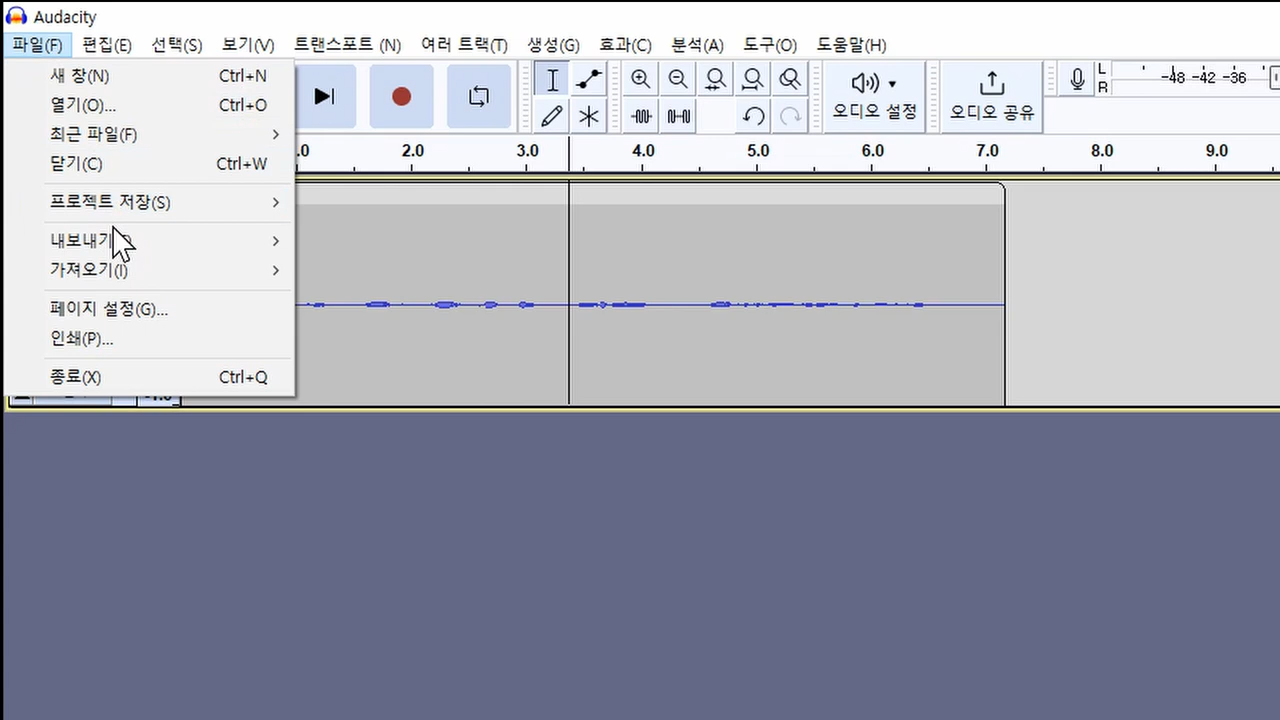 Audacity
파일(F) 편집(E) 선택(S) 보기(V) 트랜스포트 (N) 여러 트랙(T) 생성(G) 효과(C) 분석(A) 도구(O) 도움말(H)
새 창(N) Ctrl+N
열기(O)... Ctrl+O
최근 파일(F)
닫기(C) Ctrl+W
프로젝트 저장(S)
내보내기
가져오기(I)
페이지 설정(G)...
인쇄(P)...
종료(X) Ctrl+Q
오디오 설정
오디오 공유
L
R
-48 -42 -36
2.0 3.0 4.0 5.0 6.0 7.0 8.0 9.0